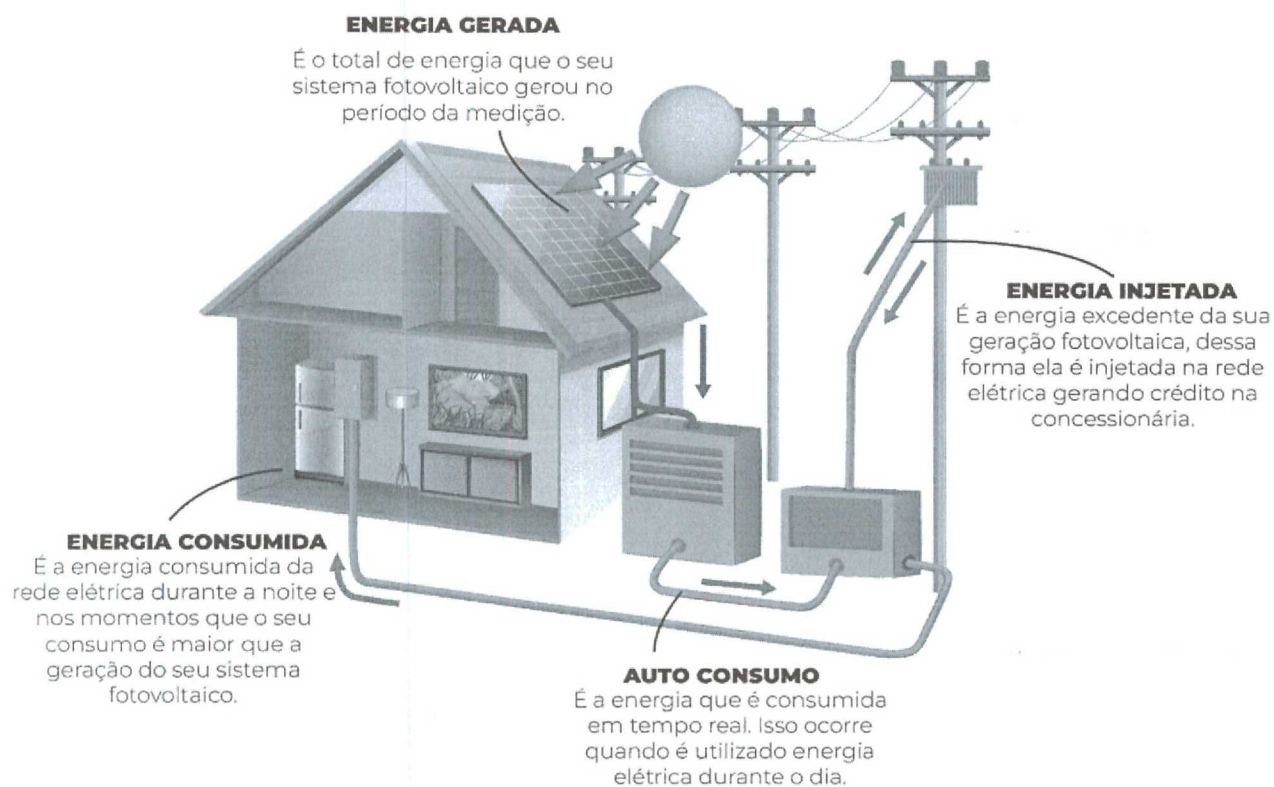 ENERGIA GERADA
É o total de energia que o seu
sistema fotovoltaico gerou no
período da medição.
ENERGIA INJETADA
É a energia excedente da sua
geração fotovoltaica, dessa
forma ela é injetada na rede
elétrica gerando crédito na
concessionária.
ENERGIA CONSUMIDA
É a energia consumida da
rede elétrica durante a noite e
nos momentos que o seu
consumo é maior que a
geração do seu sistema
fotovoltaico.
AUTO CONSUMO
É a energia que é consumida
em tempo real. Isso ocorre
quando é utilizado energia
elétrica durante o dia.